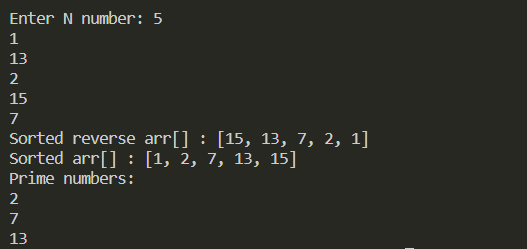 Enter N number: 5
1
13
2
15
7
Sorted reverse arr[] : [15, 13, 7, 2, 1]
Sorted arr[] : [1, 2, 7, 13, 15]
Prime numbers:
2
7
13